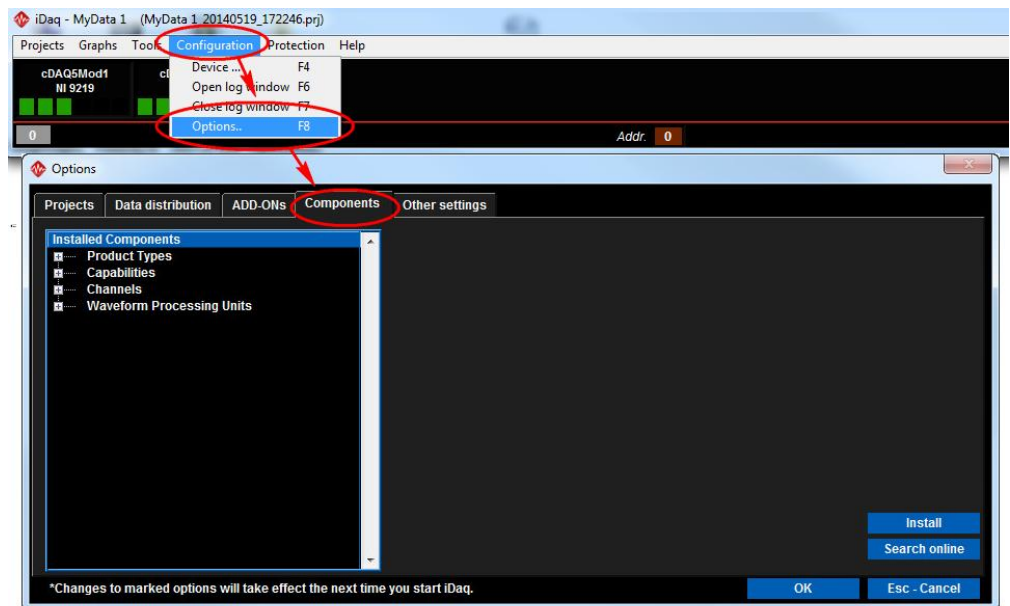 iDaq - MyData 1 (MyData 1_20140519_172246.prj)
Projects Graphs Tools Configuration Protection Help
cDAQ5Mod1
NI 9219
Device ... F4
Open log window F6
Close log window F7
Options.. F8
0
Addr. 0
Options
Projects Data distribution ADD-ONs Components Other settings
Installed Components
Product Types
Capabilities
Channels
Waveform Processing Units
Install
Search online
*Changes to marked options will take effect the next time you start iDaq.
OK
Esc - Cancel